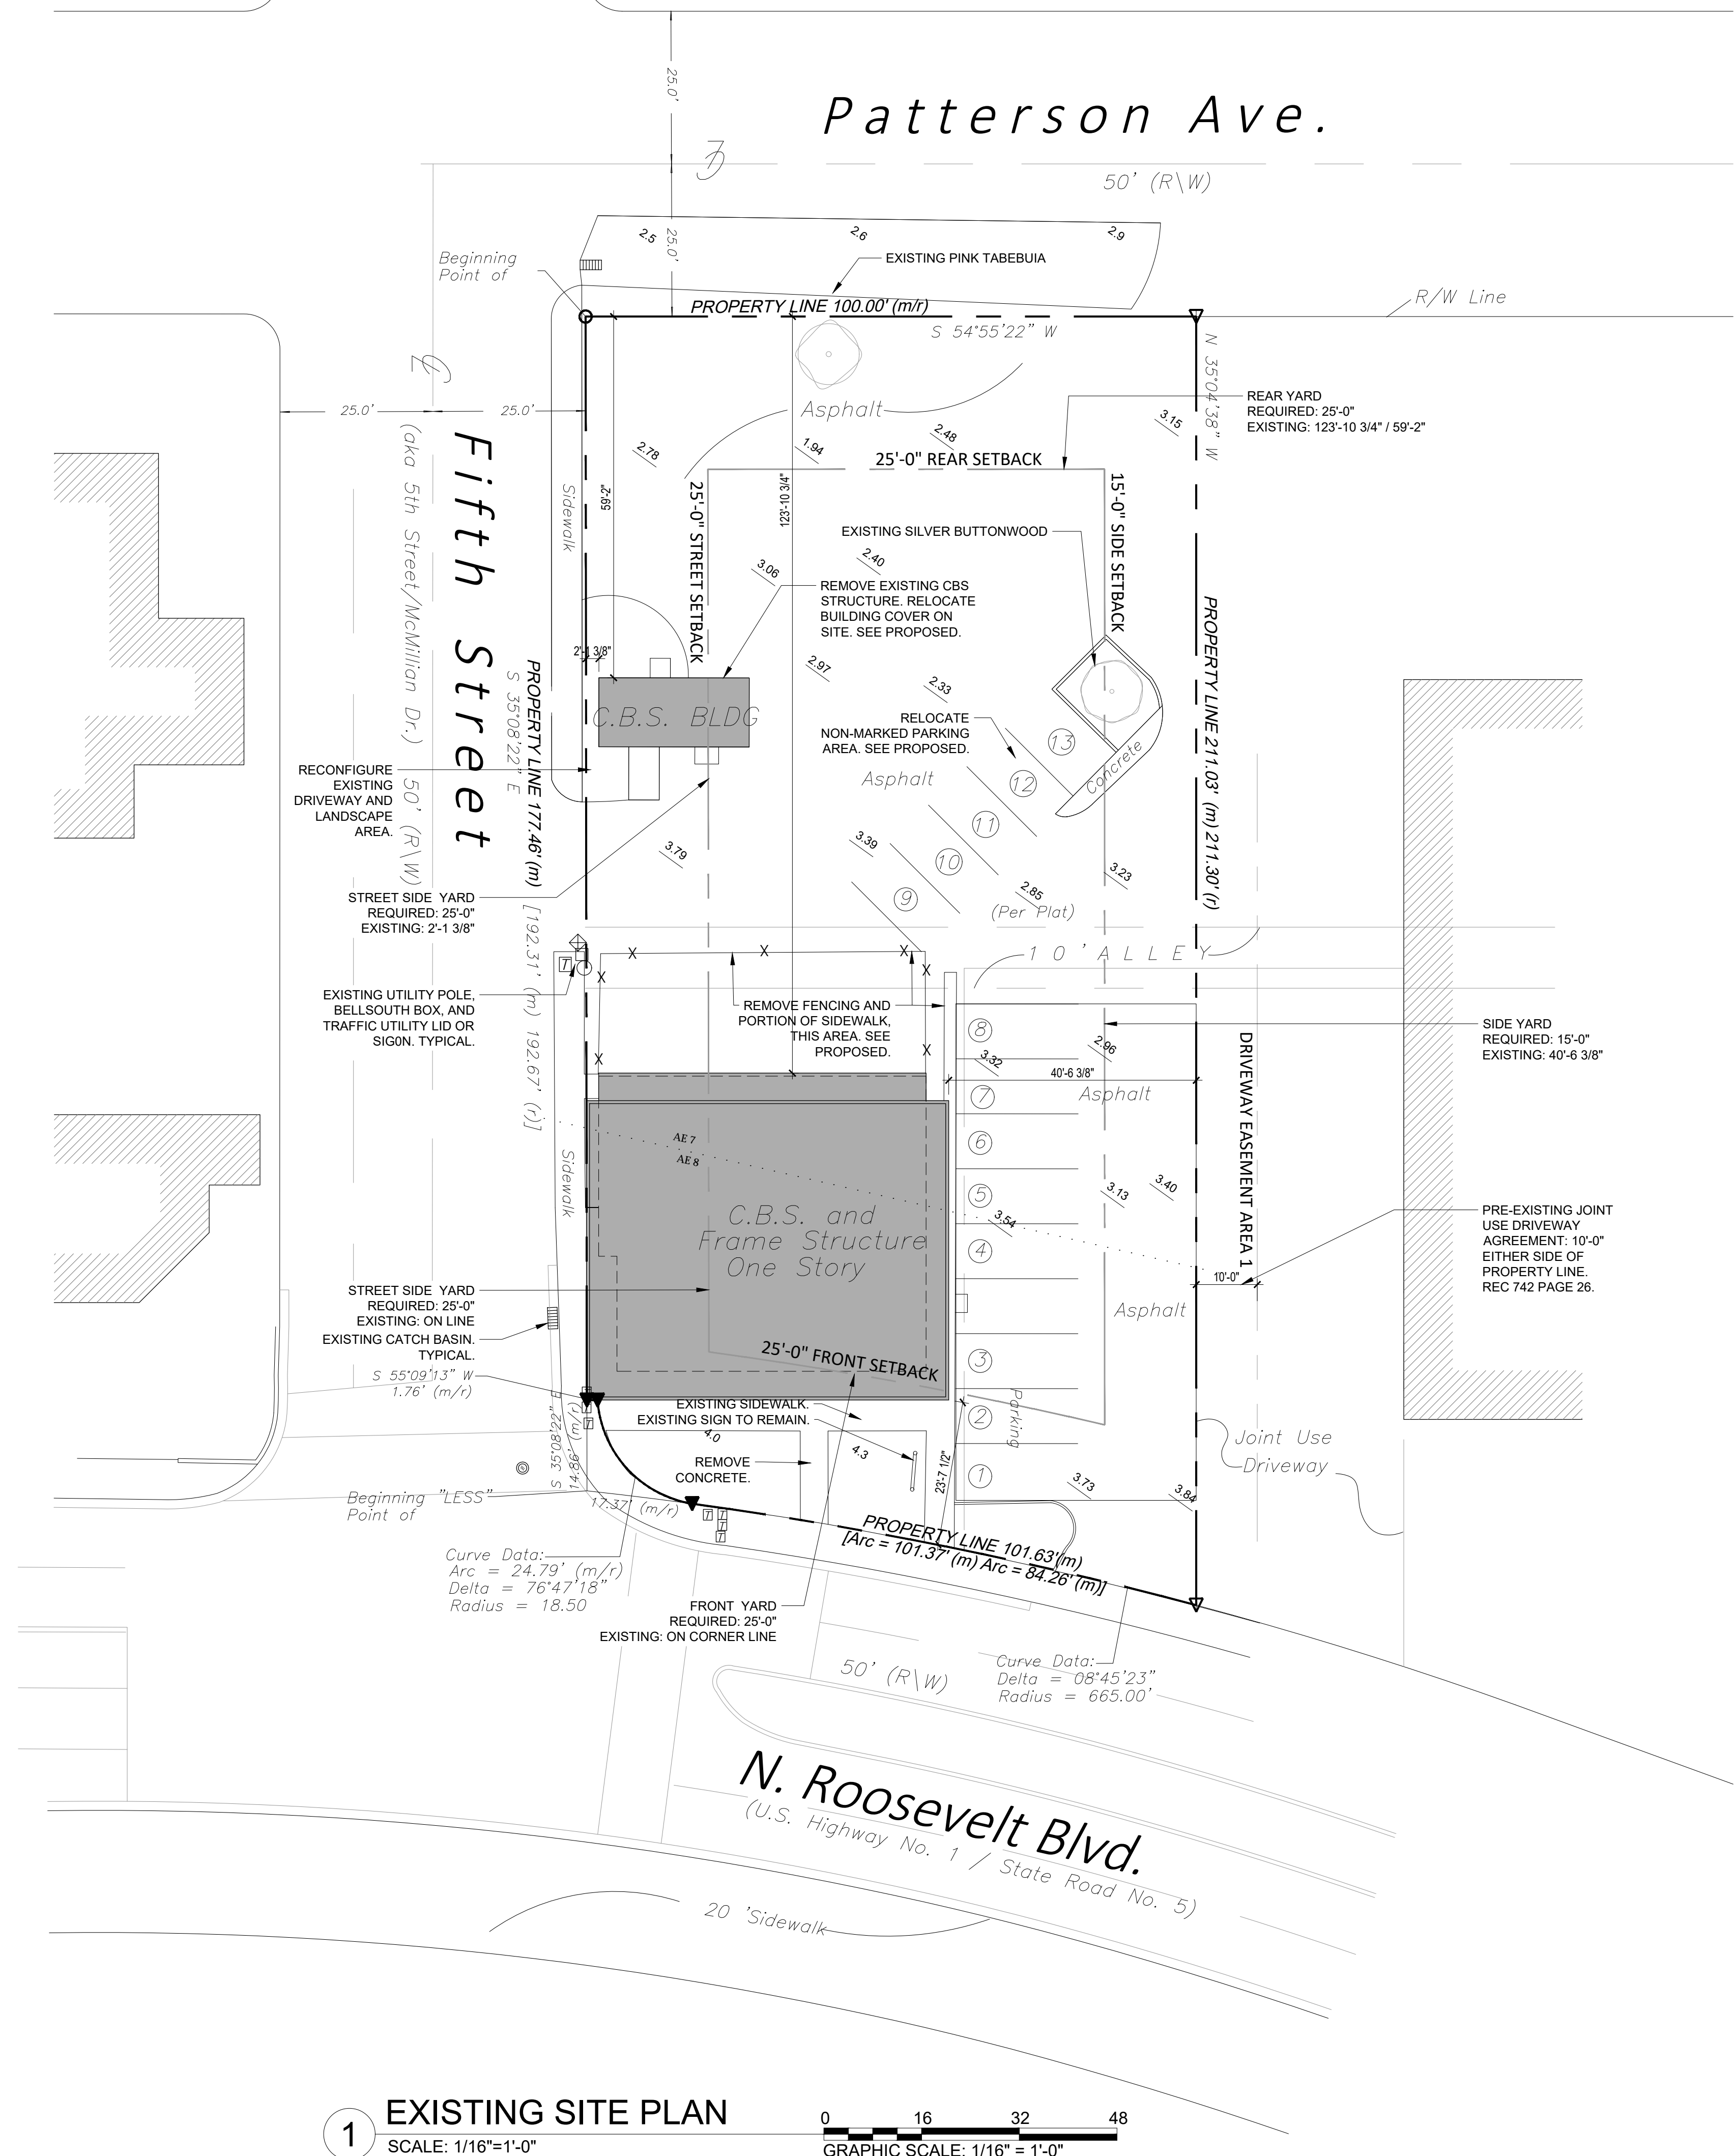 25.0'
Patterson Ave.
50' (R\W)
25.0'
2.5
2.6
2.9
Beginning
Point of
EXISTING PINK TABEBUIA
R/W Line
PROPERTY LINE 100.00' (m/r)
S 54°55'22" W
N 35°04'38" W
25.0'
25.0'
Asphalt
REAR YARD
REQUIRED: 25'-0"
EXISTING: 123'-10 3/4" / 59'-2"
3.15
2.78
1.94
2.48
25'-0" REAR SETBACK
Fifth Street
(aka 5th Street/McMillian Dr.) 50' (R\W)
Sidewalk
59'-2"
25'-0" STREET SETBACK
123'-10 3/4"
15'-0" SIDE SETBACK
EXISTING SILVER BUTTONWOOD
3.06
2.40
REMOVE EXISTING CBS
STRUCTURE. RELOCATE
BUILDING COVER ON
SITE. SEE PROPOSED.
2'-1 3/8"
PROPERTY LINE 177.46' (m)
S 35°08'22" E
[192.31' (m) 192.67' (r)]
PROPERTY LINE 211.03' (m) 211.30' (r)
2.97
2.33
C.B.S. BLDG
RELOCATE
NON-MARKED PARKING
AREA. SEE PROPOSED.
13
Concrete
12
Asphalt
RECONFIGURE
EXISTING
DRIVEWAY AND
LANDSCAPE
AREA.
11
3.39
3.79
10
3.23
2.85
9
(Per Plat)
STREET SIDE YARD
REQUIRED: 25'-0"
EXISTING: 2'-1 3/8"
10' ALLEY
X
X
X
X
X
X
X
T
EXISTING UTILITY POLE,
BELLSOUTH BOX, AND
TRAFFIC UTILITY LID OR
SIG0N. TYPICAL.
REMOVE FENCING AND
PORTION OF SIDEWALK,
THIS AREA. SEE
PROPOSED.
8
3.32
2.96
SIDE YARD
REQUIRED: 15'-0"
EXISTING: 40'-6 3/8"
40'-6 3/8"
7
Asphalt
DRIVEWAY EASEMENT AREA 1
AE 7
AE 8
6
Sidewalk
5
3.13
3.40
3.54
C.B.S. and
Frame Structure
One Story
4
PRE-EXISTING JOINT
USE DRIVEWAY
AGREEMENT: 10'-0"
EITHER SIDE OF
PROPERTY LINE.
REC 742 PAGE 26.
10'-0"
Asphalt
STREET SIDE YARD
REQUIRED: 25'-0"
EXISTING: ON LINE
EXISTING CATCH BASIN.
TYPICAL.
25'-0" FRONT SETBACK
3
S 55°09'13" W
1.76' (m/r)
S 35°08'22" E
14.86' (m/r)
T
T
EXISTING SIDEWALK.
EXISTING SIGN TO REMAIN.
4.0
4.3
2
Parking
REMOVE
CONCRETE.
23'-7 1/2"
1
3.73
3.84
Joint Use
Driveway
Beginning "LESS"
Point of
17.37' (m/r)
T
T
T
T
PROPERTY LINE 101.63'(m)
[Arc = 101.37' (m) Arc = 84.26' (m)]
Curve Data:
Arc = 24.79' (m/r)
Delta = 76°47'18"
Radius = 18.50
FRONT YARD
REQUIRED: 25'-0"
EXISTING: ON CORNER LINE
50' (R\W)
Curve Data:
Delta = 08°45'23"
Radius = 665.00'
N. Roosevelt Blvd.
(U.S. Highway No. 1 / State Road No. 5)
20 'Sidewalk
1
EXISTING SITE PLAN
SCALE: 1/16"=1'-0"
0 16 32 48
GRAPHIC SCALE: 1/16" = 1'-0"